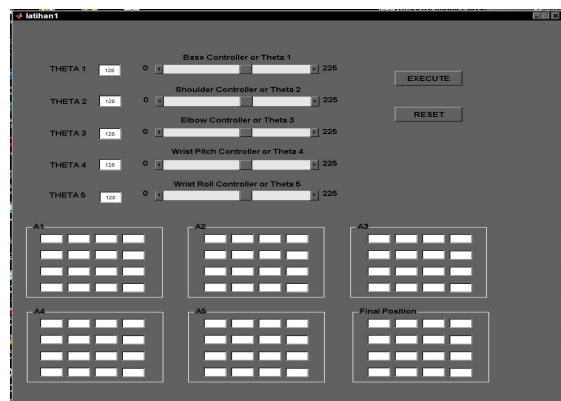 latihan1
Base Controller or Theta 1
THETA 1 128 0 225
EXECUTE
Shoulder Controller or Theta 2
THETA 2 128 0 225
RESET
Elbow Controller or Theta 3
THETA 3 128 0 225
Wrist Pitch Controller or Theta 4
THETA 4 128 0 225
Wrist Roll Controller or Theta 5
THETA 5 128 0 225
A1 A2 A3
A4 A5 Final Position